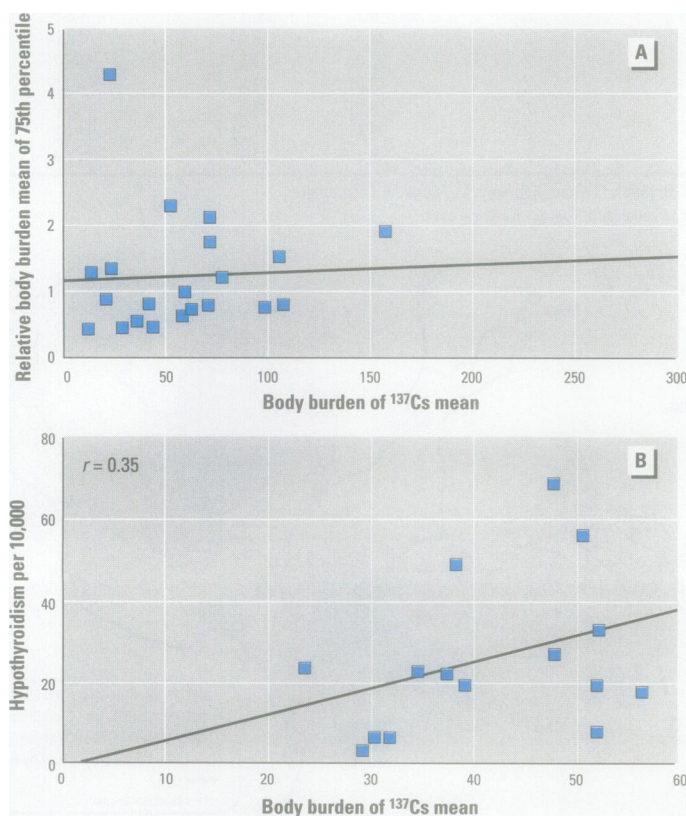 A
Relative body burden mean of 75th percentile
5
4
3
2
1
0
0 50 100 150 200 250 300
Body burden of ¹³⁷Cs mean
B
r = 0.35
Hypothyroidism per 10,000
80
60
40
20
0
0 10 20 30 40 50 60
Body burden of ¹³⁷Cs mean